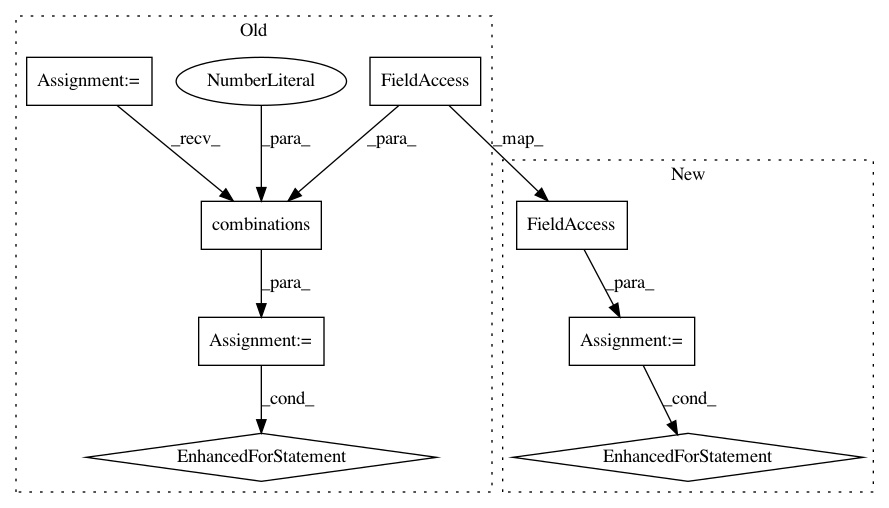 Old
Assignment:=
NumberLiteral
FieldAccess
_recv_
_para_
_para_
_map_
New
combinations
FieldAccess
_para_
_para_
Assignment:=
Assignment:=
_cond_
_cond_
EnhancedForStatement
EnhancedForStatement